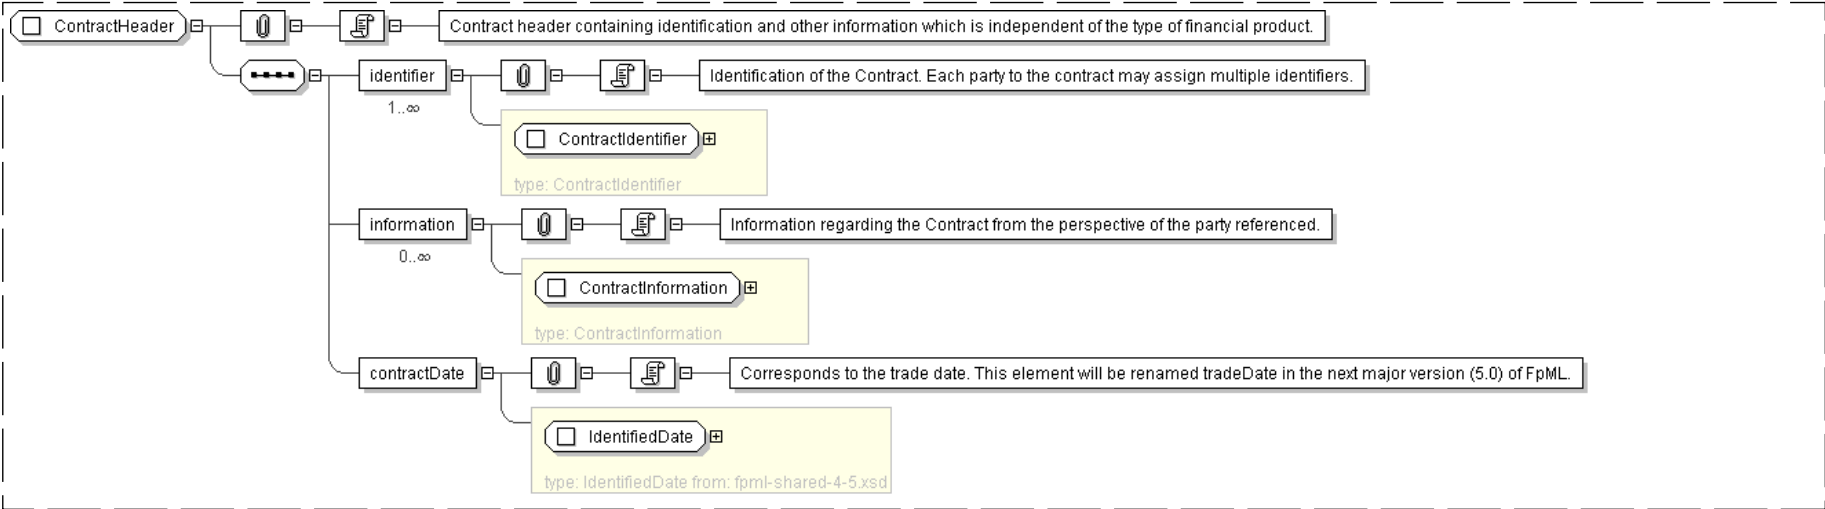 ContractHeader
Contract header containing identification and other information which is independent of the type of financial product.
identifier
Identification of the Contract. Each party to the contract may assign multiple identifiers.
1..∞
ContractIdentifier
type: ContractIdentifier
information
Information regarding the Contract from the perspective of the party referenced.
0..∞
ContractInformation
type: ContractInformation
contractDate
Corresponds to the trade date. This element will be renamed tradeDate in the next major version (5.0) of FpML.
IdentifiedDate
type: IdentifiedDate from: fpml-shared-4-5.xsd